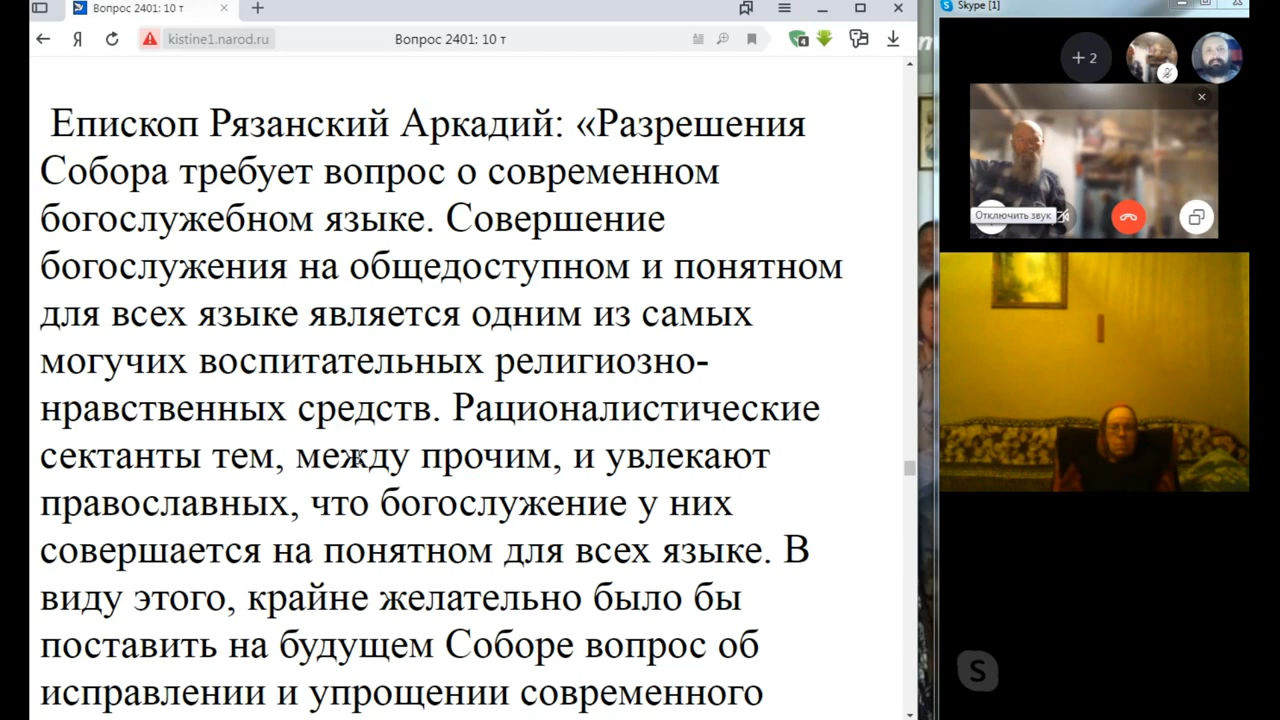 Вопрос 2401: 10 т
Skype [1]
Я
kistine1.narod.ru
Вопрос 2401: 10 т
4
+ 2
Епископ Рязанский Аркадий: «Разрешения
Собора требует вопрос о современном
богослужебном языке. Совершение
богослужения на общедоступном и понятном
для всех языке является одним из самых
могучих воспитательных религиозно-
нравственных средств. Рационалистические
сектанты тем, между прочим, и увлекают
православных, что богослужение у них
совершается на понятном для всех языке. В
виду этого, крайне желательно было бы
поставить на будущем Соборе вопрос об
исправлении и упрощении современного
Отключить звук
S